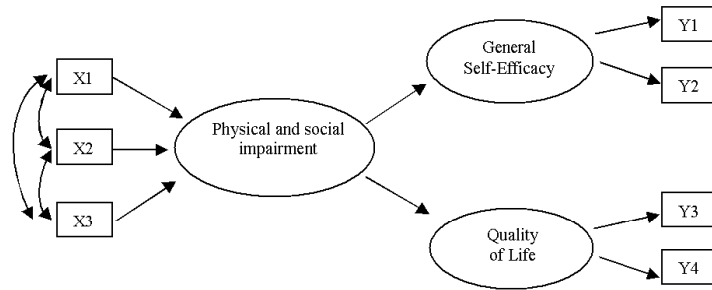 X1
X2
X3
Physical and social
impairment
General
Self-Efficacy
Quality
of Life
Y1
Y2
Y3
Y4